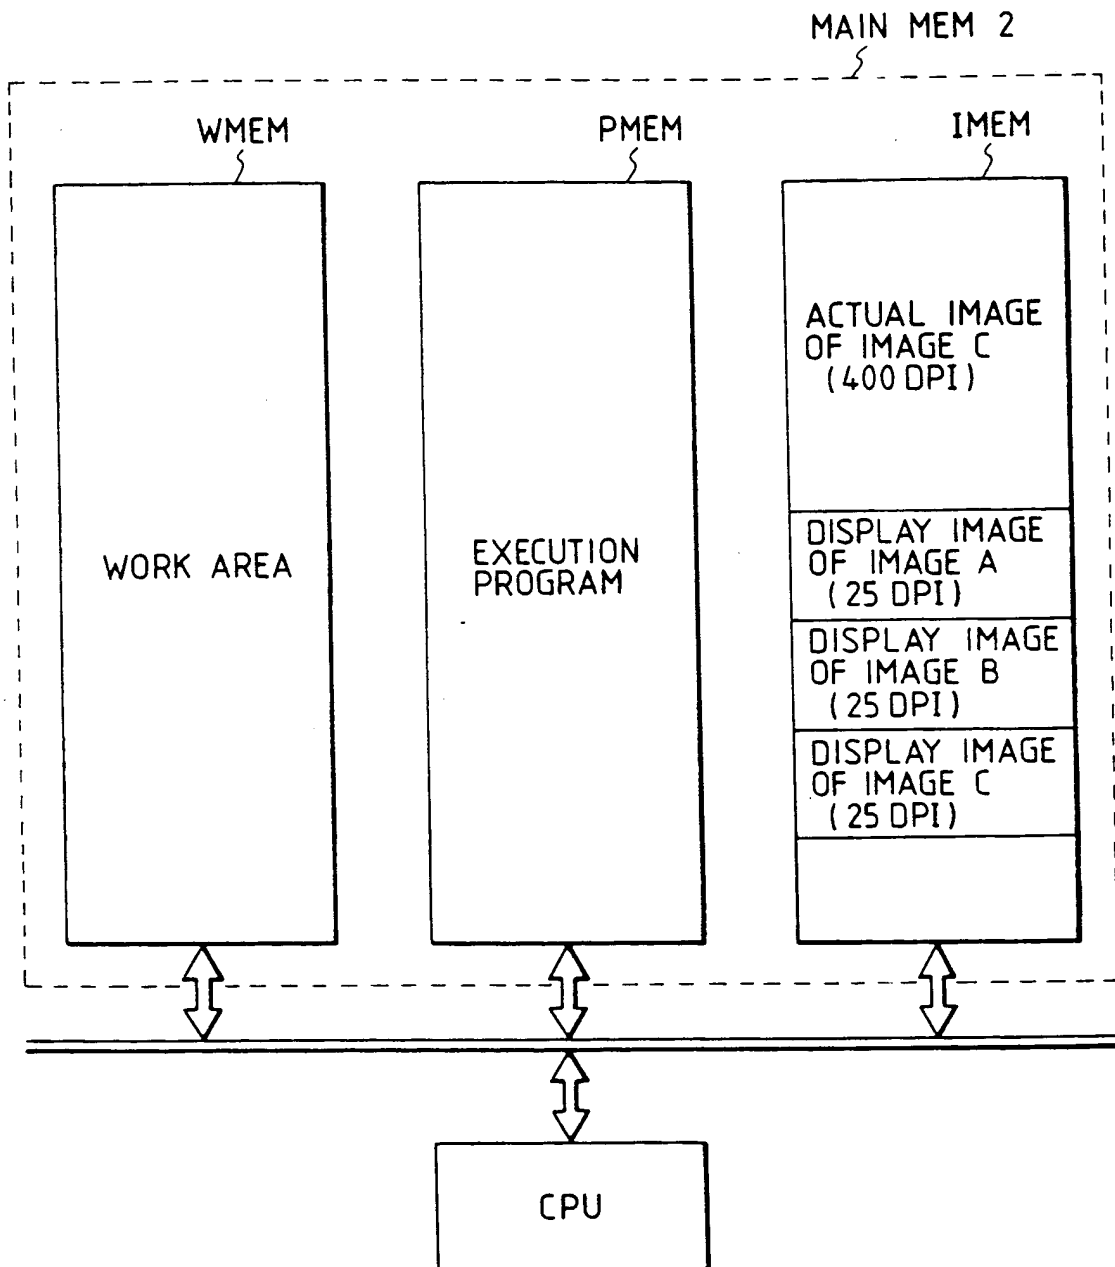 MAIN MEM 2
WMEM
PMEM
IMEM
WORK AREA
EXECUTION
PROGRAM
ACTUAL IMAGE
OF IMAGE C
(400 DPI)
DISPLAY IMAGE
OF IMAGE A
(25 DPI)
DISPLAY IMAGE
OF IMAGE B
(25 DPI)
DISPLAY IMAGE
OF IMAGE C
(25 DPI)
CPU